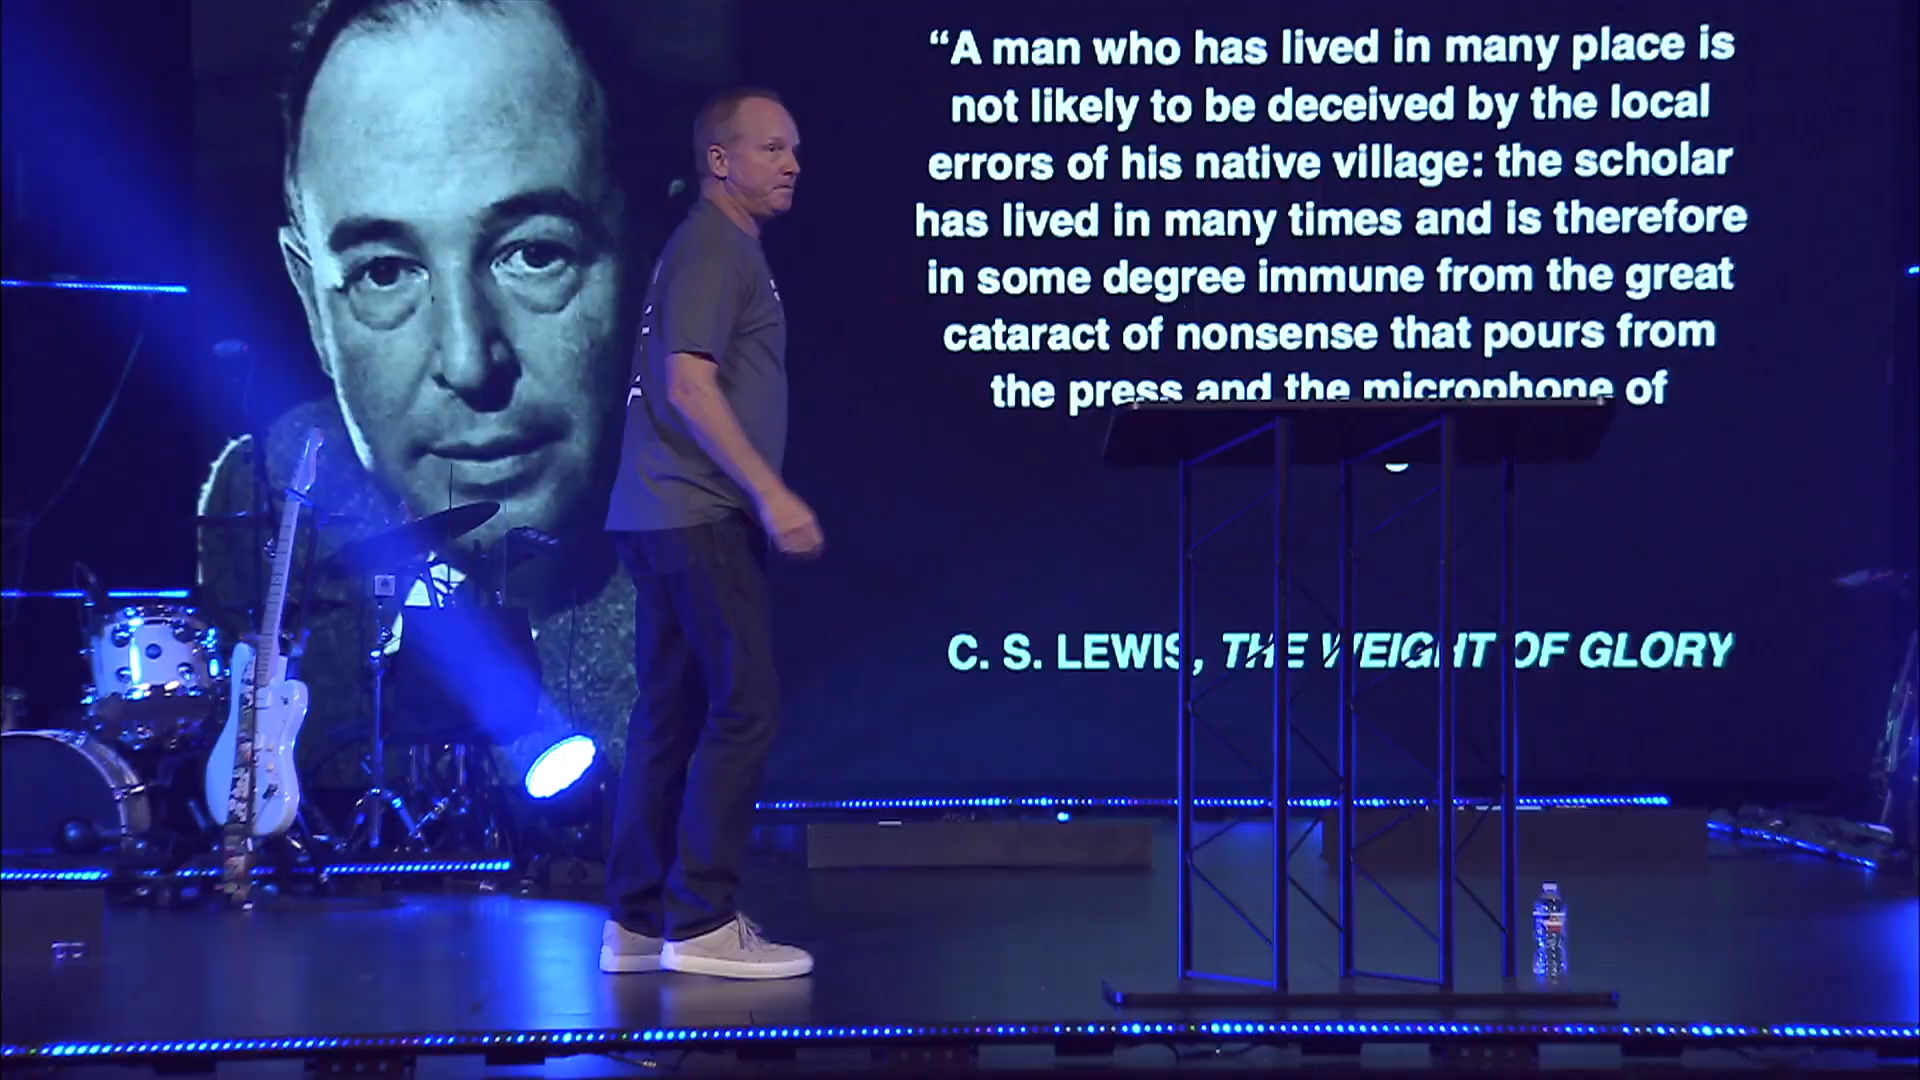 “A man who has lived in many place is
not likely to be deceived by the local
errors of his native village: the scholar
has lived in many times and is therefore
in some degree immune from the great
cataract of nonsense that pours from
the press and the microphone of
C. S. LEWIS, THE WEIGHT OF GLORY